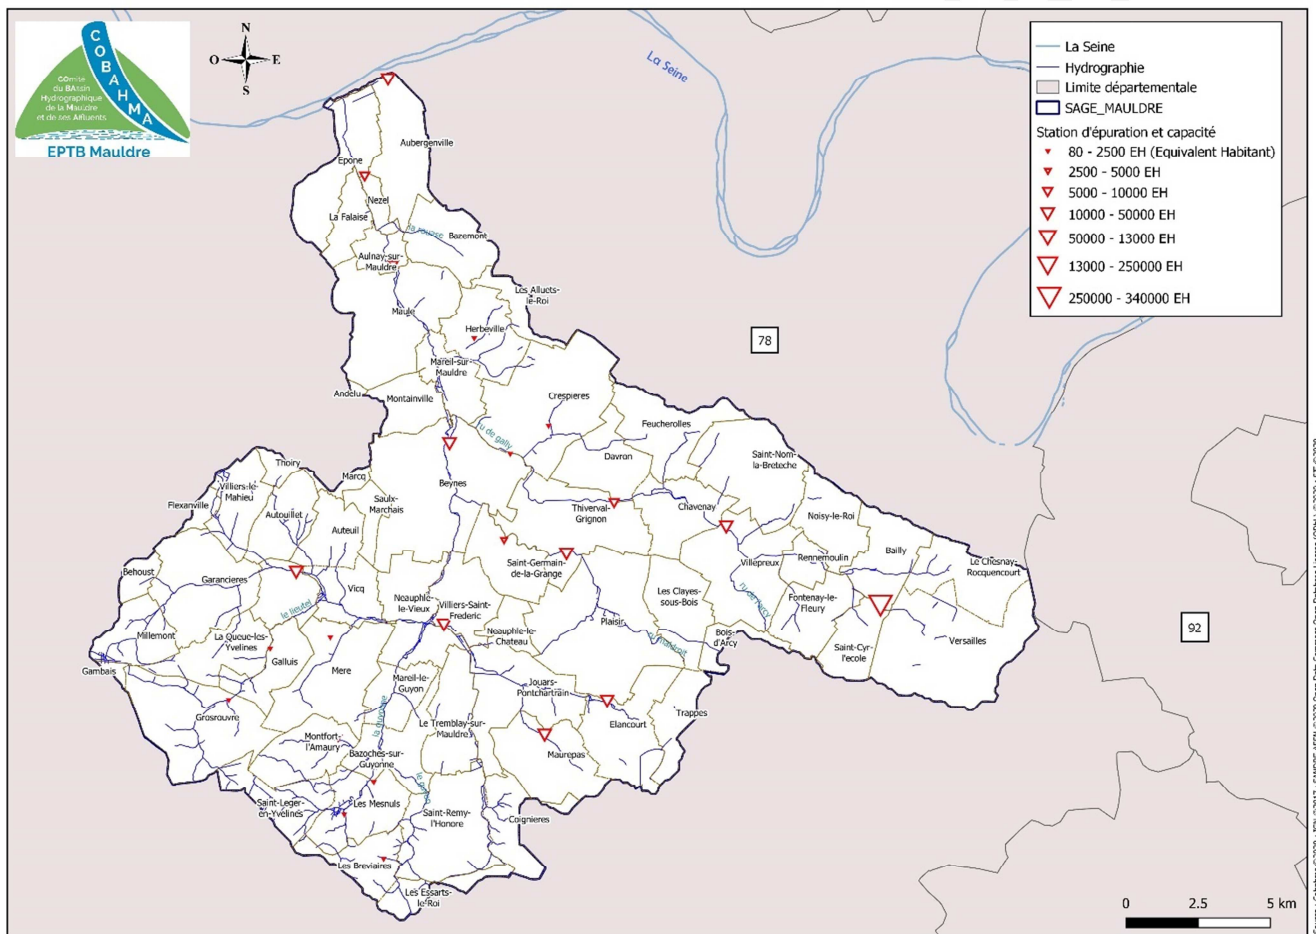 COBAHMA
COmité
du BAssin
Hydrographique
de la Mauldre
et de ses Affluents
EPTB Mauldre
N
O
E
S
La Seine
La Seine
Hydrographie
Limite départementale
SAGE_MAULDRE
Station d'épuration et capacité
80 - 2500 EH (Equivalent Habitant)
2500 - 5000 EH
5000 - 10000 EH
10000 - 50000 EH
50000 - 13000 EH
13000 - 250000 EH
250000 - 340000 EH
Aubergenville
Epone
Nezel
La Falaise
la rouase
Bazemont
Aulnay-sur-
Mauldre
Les Alluets-
le-Roi
Maule
Herbeville
78
Mareil-sur-
Mauldre
Andelu
Montainville
Crespieres
Feucherolles
ru de gally
Davron
Saint-Nom-
la-Breteche
Thoiry
Marcq
Beynes
Villiers-le-
Mahieu
Saulx-
Marchais
Flexanville
Autouillet
Thiverval-
Grignon
Chavenay
Noisy-le-Roi
Auteuil
Bailly
Rennemoulin
Saint-Germain-
de-la-Grange
Villepreux
Le Chesnay-
Rocquencourt
Behoust
Garancieres
Vicq
Neauphle-
le-Vieux
Les Clayes-
sous-Bois
Fontenay-le-
Fleury
le lieutel
Villiers-Saint-
Frederic
Plaisir
Millemont
La Queue-les-
Yvelines
Neauphle-le-
Chateau
Bois-
d'Arcy
92
Versailles
Saint-Cyr-
l'ecole
Galluis
Mere
Gambais
Mareil-le-
Guyon
Jouars-
Pontchartrain
Grosrouvre
Elancourt
Trappes
Le Tremblay-sur-
Mauldre
Montfort-
l'Amaury
Bazoches-sur-
Guyonne
Maurepas
Saint-Leger-
en-Yvelines
Les Mesnuls
Saint-Remy-
l'Honore
Coignieres
Les Breviaires
Les Essarts-
le-Roi
0
2.5
5 km